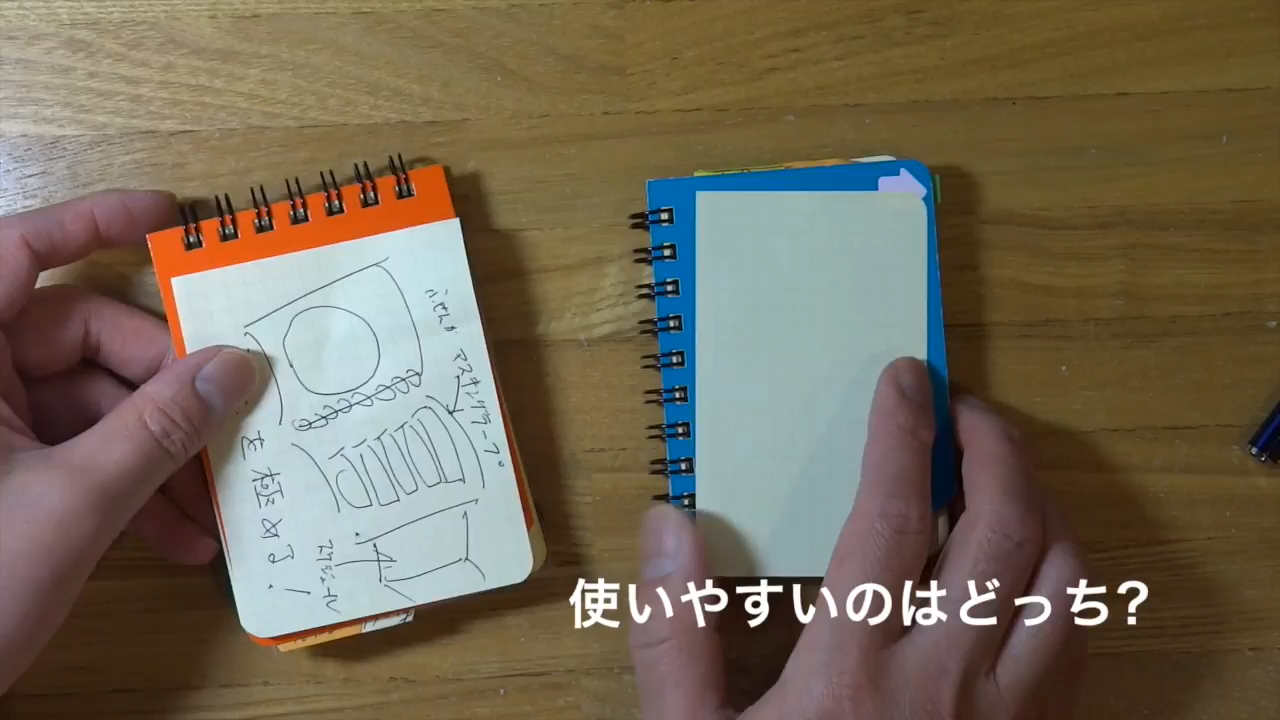 ふせんが
マスキングテープ
を極める!
スケジュール
使いやすいのはどっち?